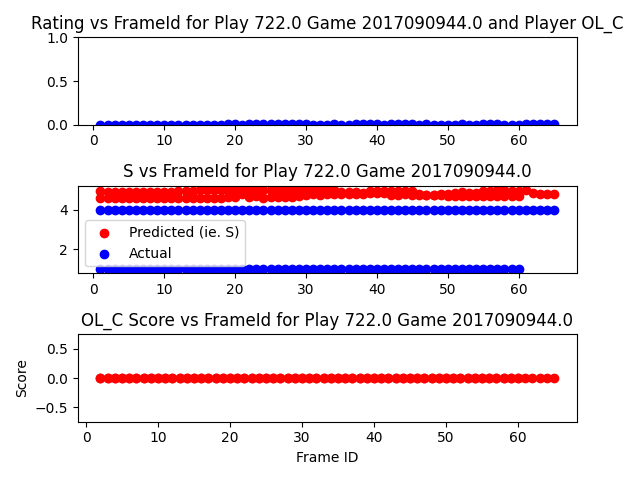 Rating vs FrameId for Play 722.0 Game 2017090944.0 and Player OL_C
1.0
0.5
0.0
0 10 20 30 40 50 60
S vs FrameId for Play 722.0 Game 2017090944.0
4
2
Predicted (ie. S)
Actual
0 10 20 30 40 50 60
OL_C Score vs FrameId for Play 722.0 Game 2017090944.0
Score
0.5
0.0
−0.5
0 10 20 30 40 50 60
Frame ID